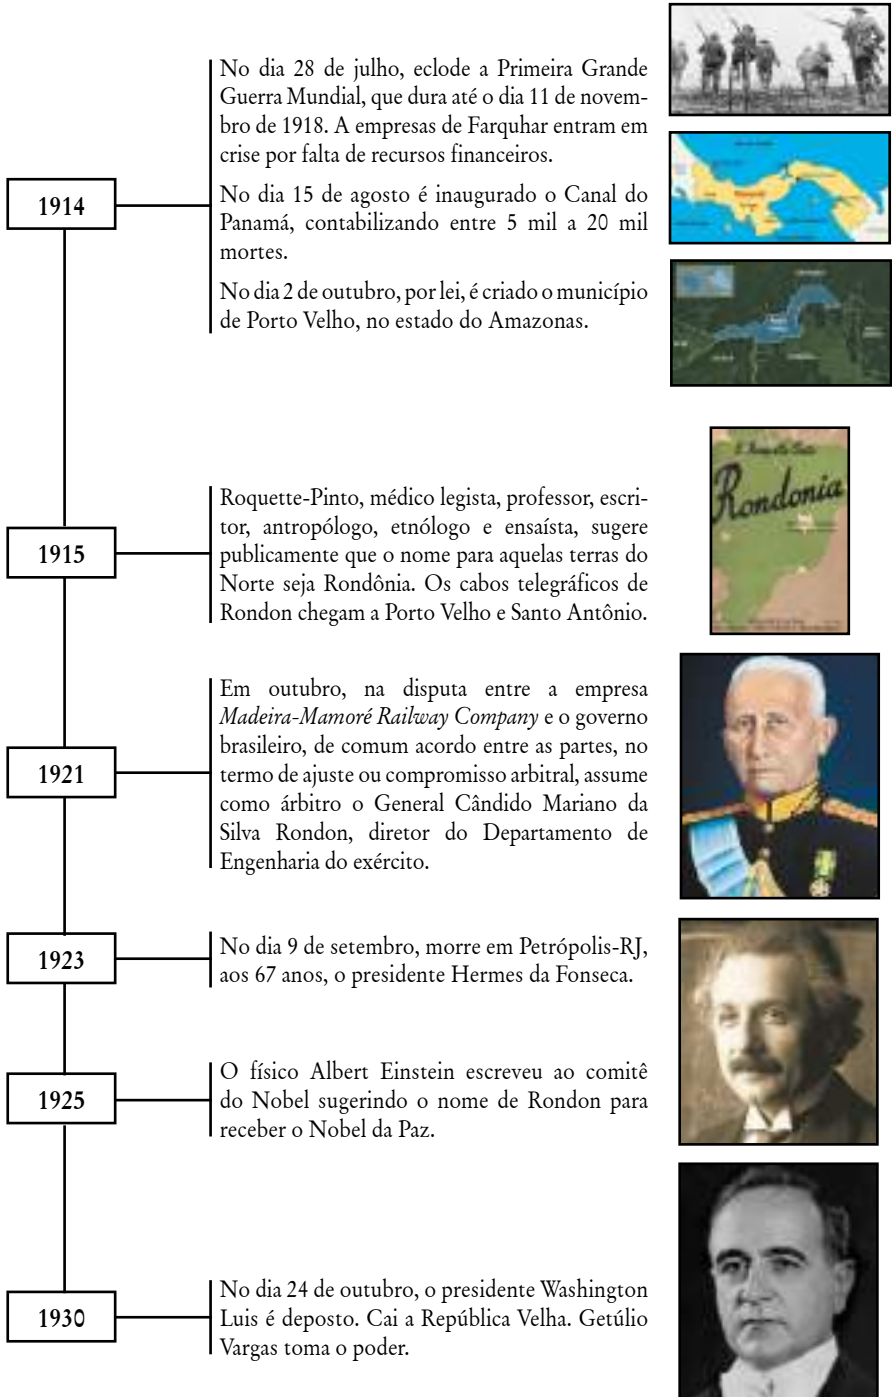 1914
No dia 28 de julho, eclode a Primeira Grande
Guerra Mundial, que dura até o dia 11 de novem-
bro de 1918. A empresas de Farquhar entram em
crise por falta de recursos financeiros.
No dia 15 de agosto é inaugurado o Canal do
Panamá, contabilizando entre 5 mil a 20 mil
mortes.
No dia 2 de outubro, por lei, é criado o município
de Porto Velho, no estado do Amazonas.
1915
Roquette-Pinto, médico legista, professor, escri-
tor, antropólogo, etnólogo e ensaísta, sugere
publicamente que o nome para aquelas terras do
Norte seja Rondônia. Os cabos telegráficos de
Rondon chegam a Porto Velho e Santo Antônio.
Rondonia
1921
Em outubro, na disputa entre a empresa
Madeira-Mamoré Railway Company e o governo
brasileiro, de comum acordo entre as partes, no
termo de ajuste ou compromisso arbitral, assume
como árbitro o General Cândido Mariano da
Silva Rondon, diretor do Departamento de
Engenharia do exército.
1923
No dia 9 de setembro, morre em Petrópolis-RJ,
aos 67 anos, o presidente Hermes da Fonseca.
1925
O físico Albert Einstein escreveu ao comitê
do Nobel sugerindo o nome de Rondon para
receber o Nobel da Paz.
1930
No dia 24 de outubro, o presidente Washington
Luis é deposto. Cai a República Velha. Getúlio
Vargas toma o poder.